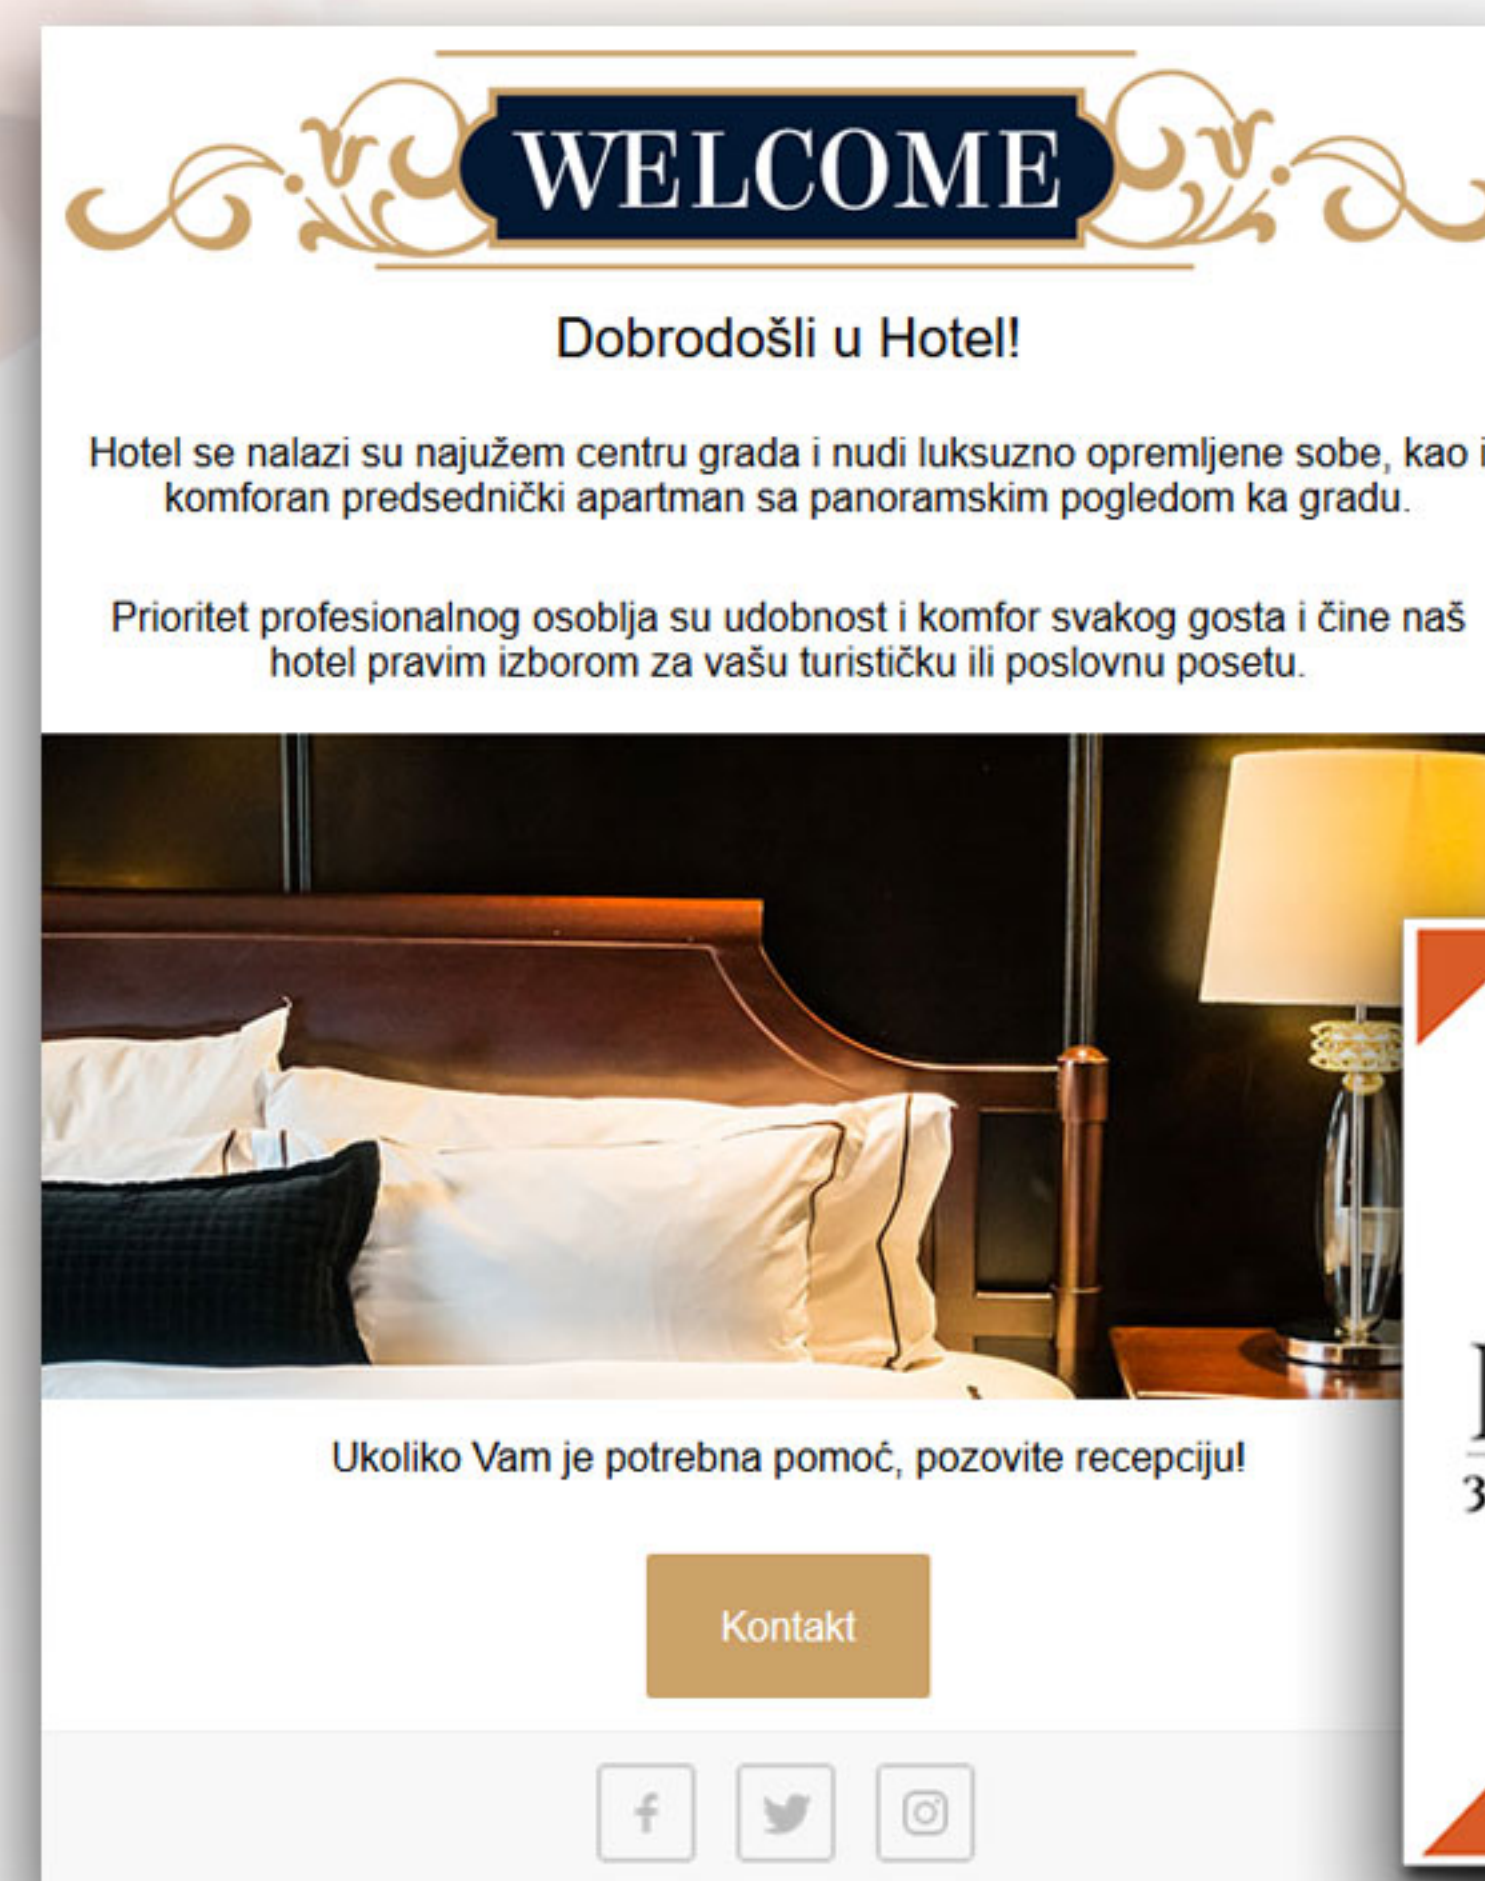 WELCOME
Dobrodošli u Hotel!
Hotel se nalazi su najužem centru grada i nudi luksuzno opremljene sobe, kao i
komforan predsednički apartman sa panoramskim pogledom ka gradu.
Prioritet profesionalnog osoblja su udobnost i komfor svakog gosta i čine naš
hotel pravim izborom za vašu turističku ili poslovnu posetu.
Ukoliko Vam je potrebna pomoć, pozovite recepciju!
Kontakt